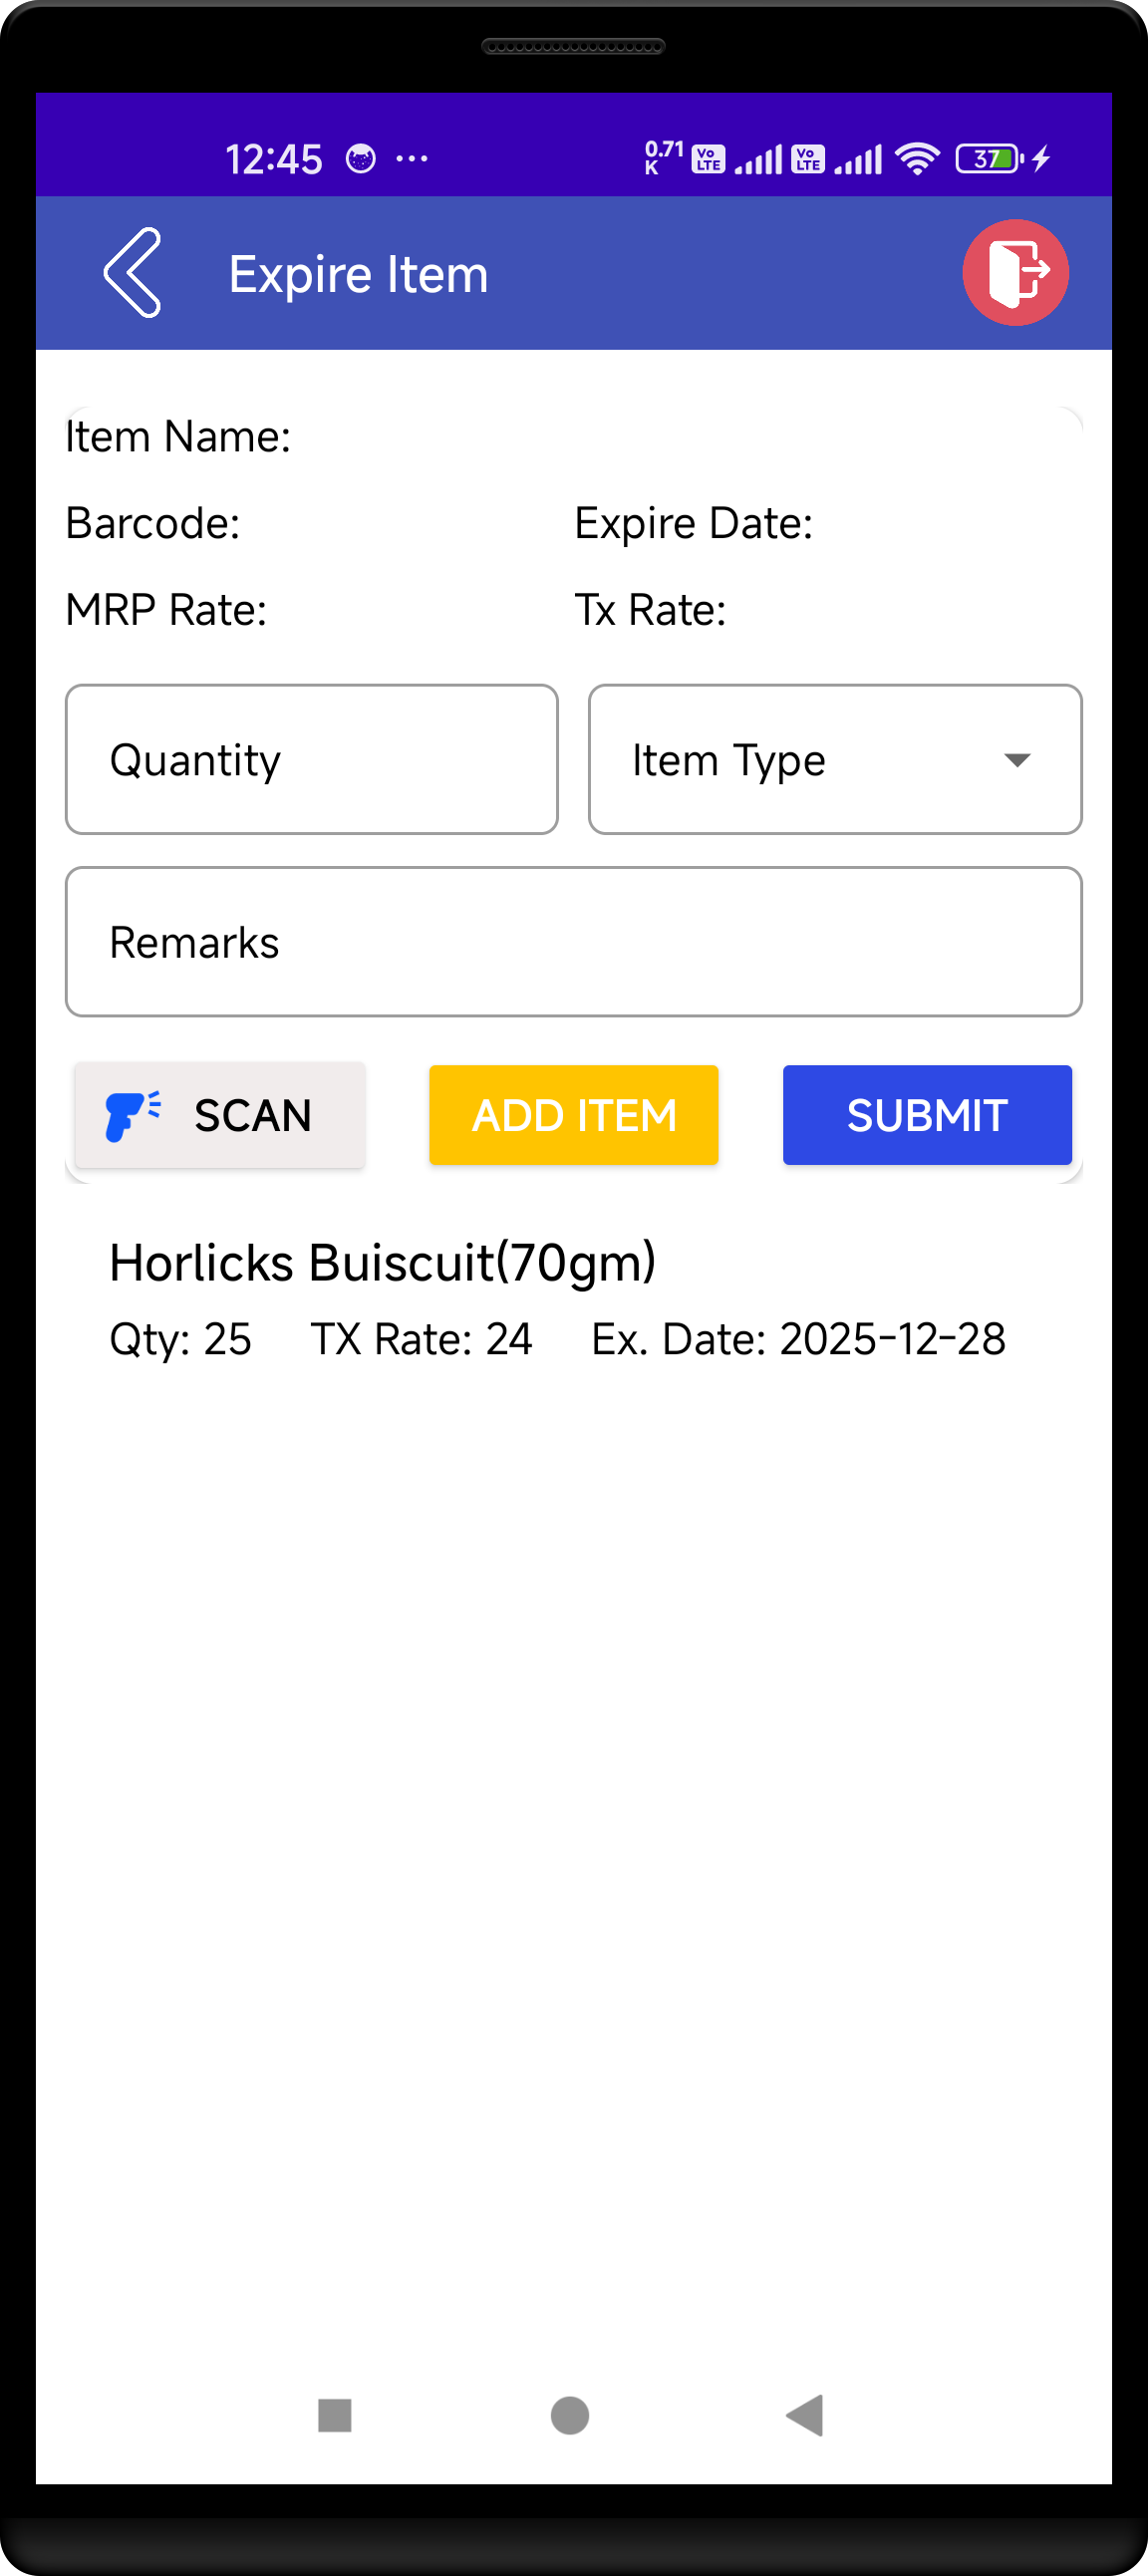 12:45 ... 0.71 K Vo LTE Vo LTE 37
Expire Item
Item Name:
Barcode: Expire Date:
MRP Rate: Tx Rate:
Quantity Item Type
Remarks
SCAN ADD ITEM SUBMIT
Horlicks Buiscuit(70gm)
Qty: 25 TX Rate: 24 Ex. Date: 2025-12-28